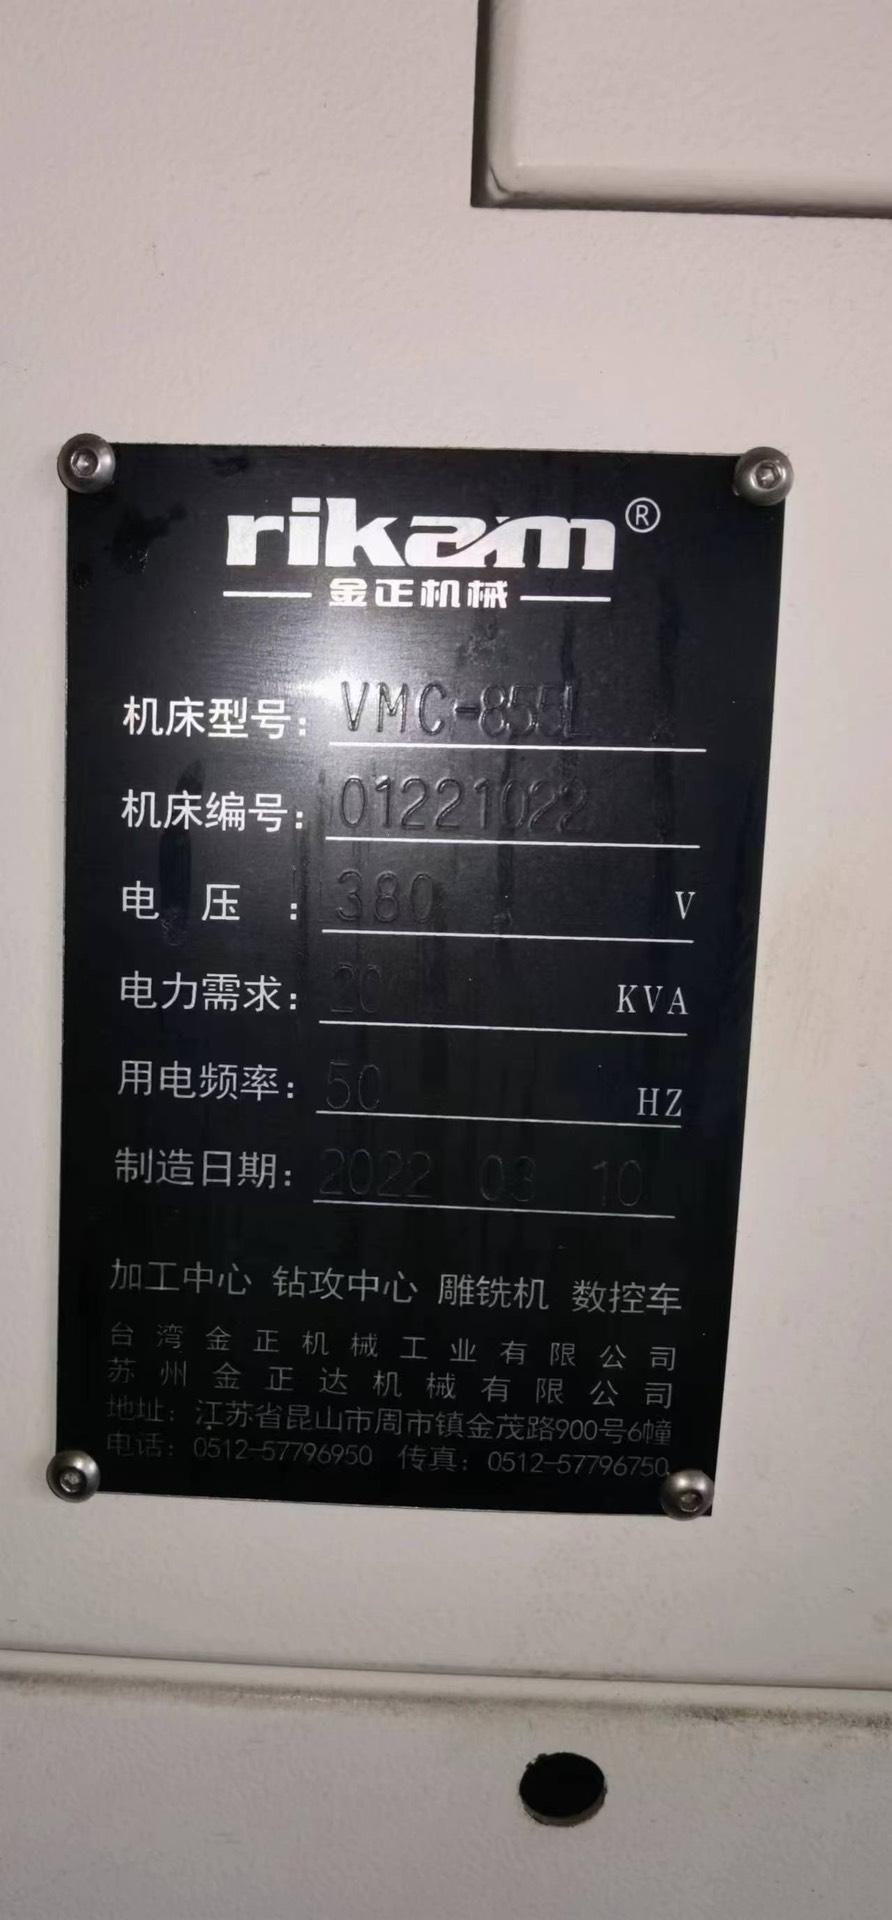 rikam®
金正机械
机床型号: VMC-855L
机床编号: 01221022
电 压 : 380 V
电力需求: 20 KVA
用电频率: 50 HZ
制造日期: 2022 03 10
加工中心 钻攻中心 雕铣机 数控车
台湾金正机械工业有限公司
苏州金正达机械有限公司
地址: 江苏省昆山市周市镇金茂路900号6幢
电话: 0512-57796950 传真: 0512-57796750